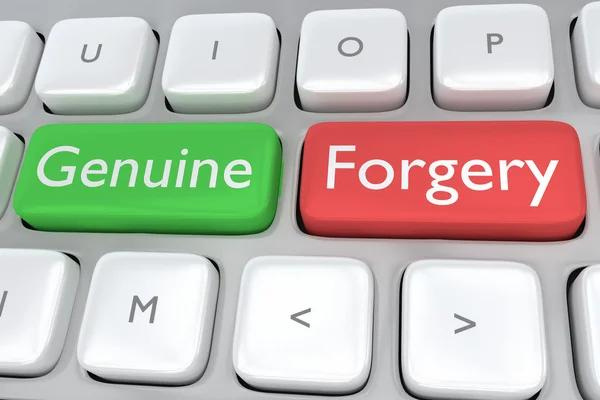 U I O P
Genuine Forgery
M < >